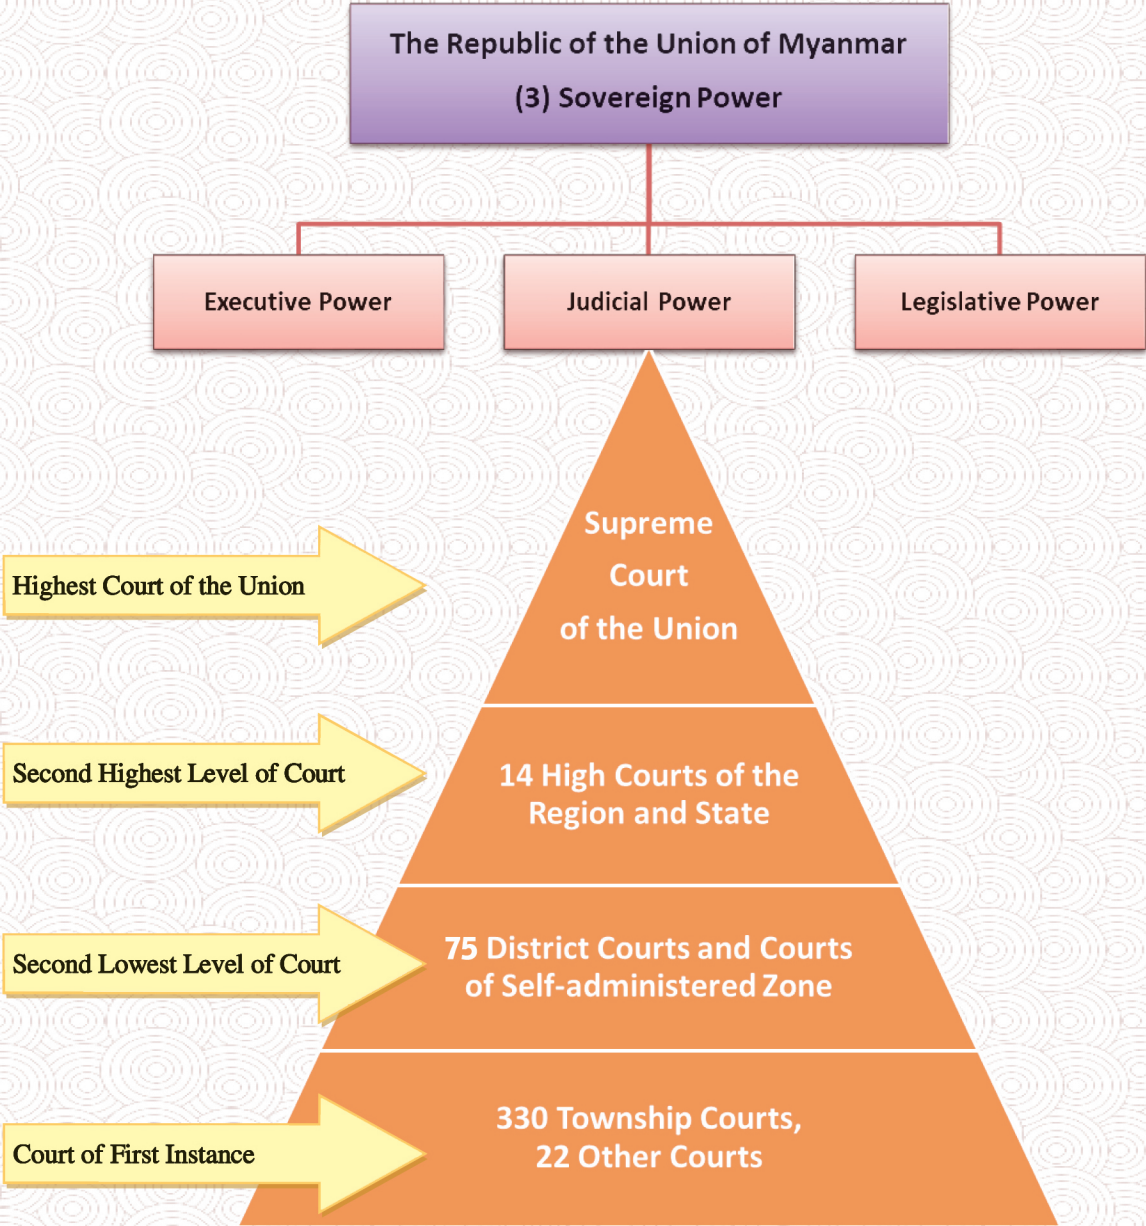 The Republic of the Union of Myanmar
(3) Sovereign Power
Executive Power
Judicial Power
Legislative Power
Highest Court of the Union
Supreme
Court
of the Union
Second Highest Level of Court
14 High Courts of the
Region and State
Second Lowest Level of Court
75 District Courts and Courts
of Self-administered Zone
Court of First Instance
330 Township Courts,
22 Other Courts